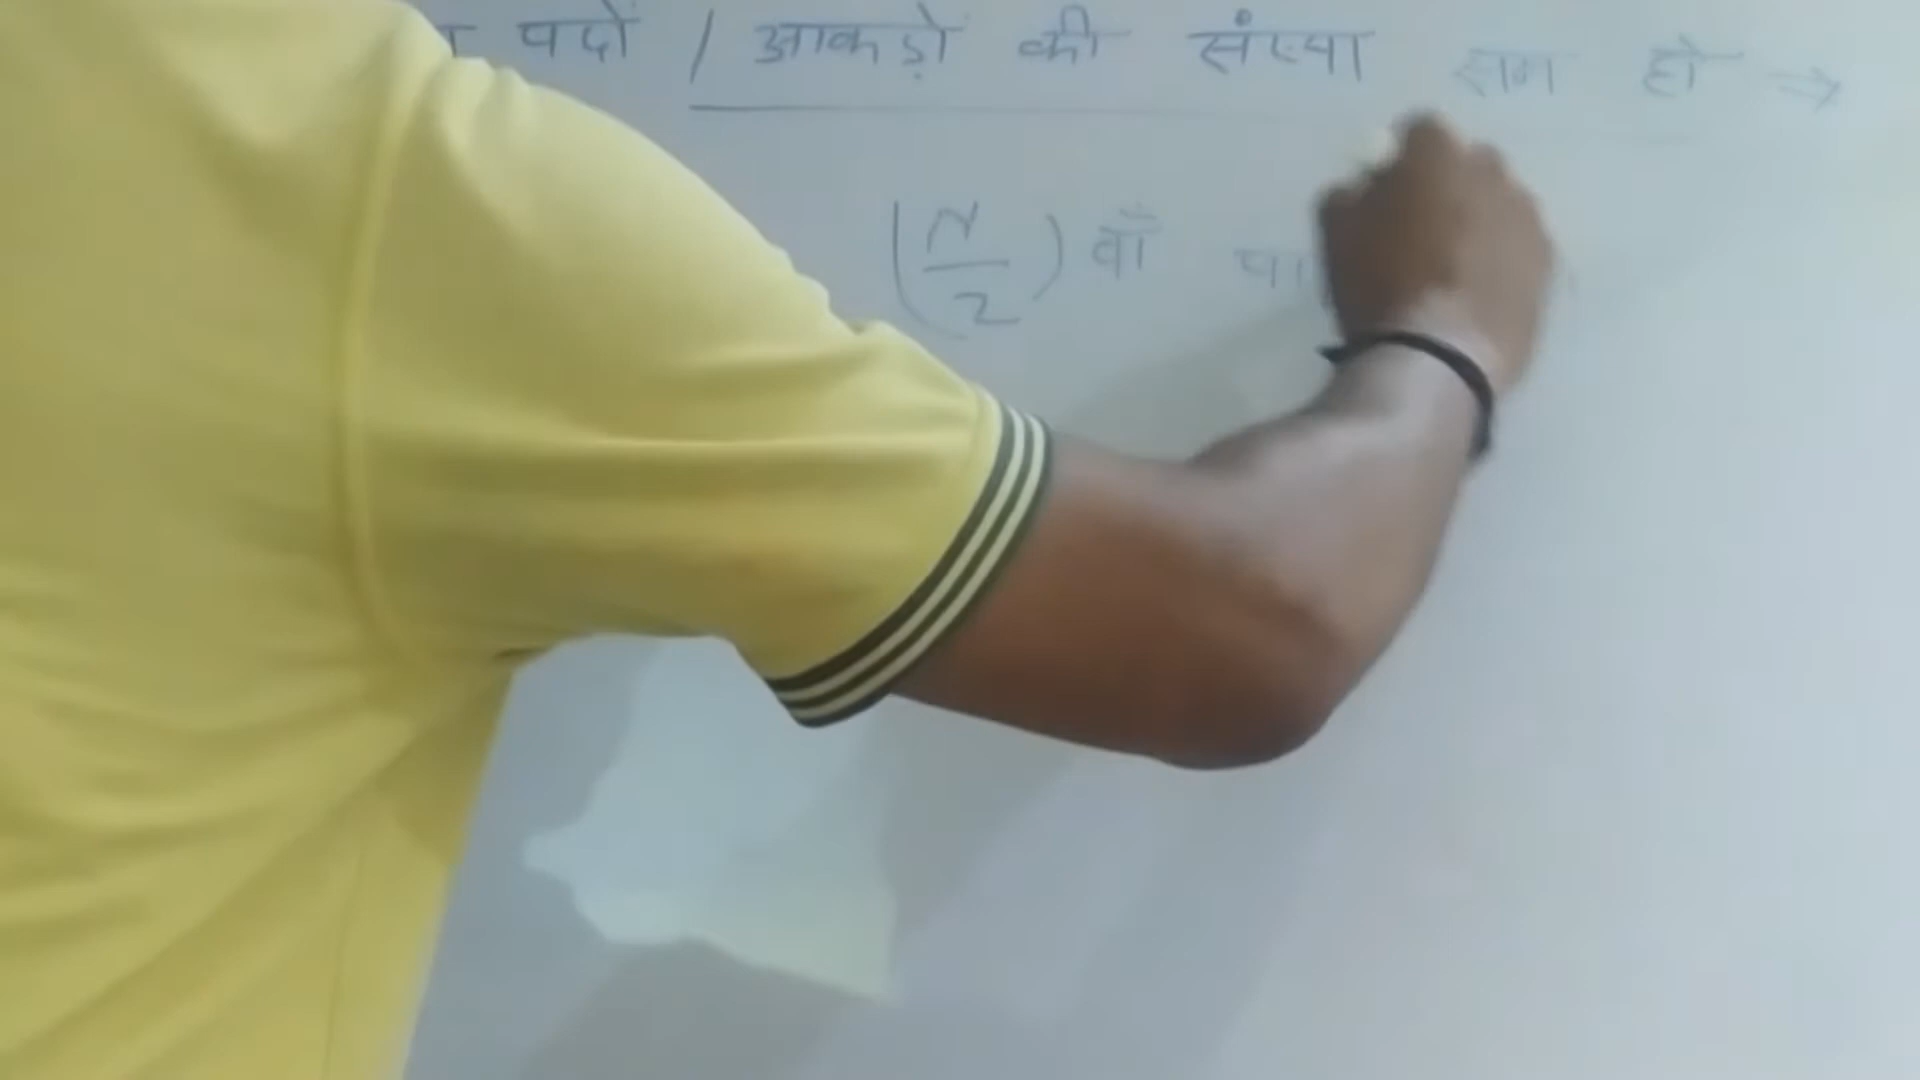 पदों / आकड़ो की संख्या सम हो ⇒
(N/2) वाँ